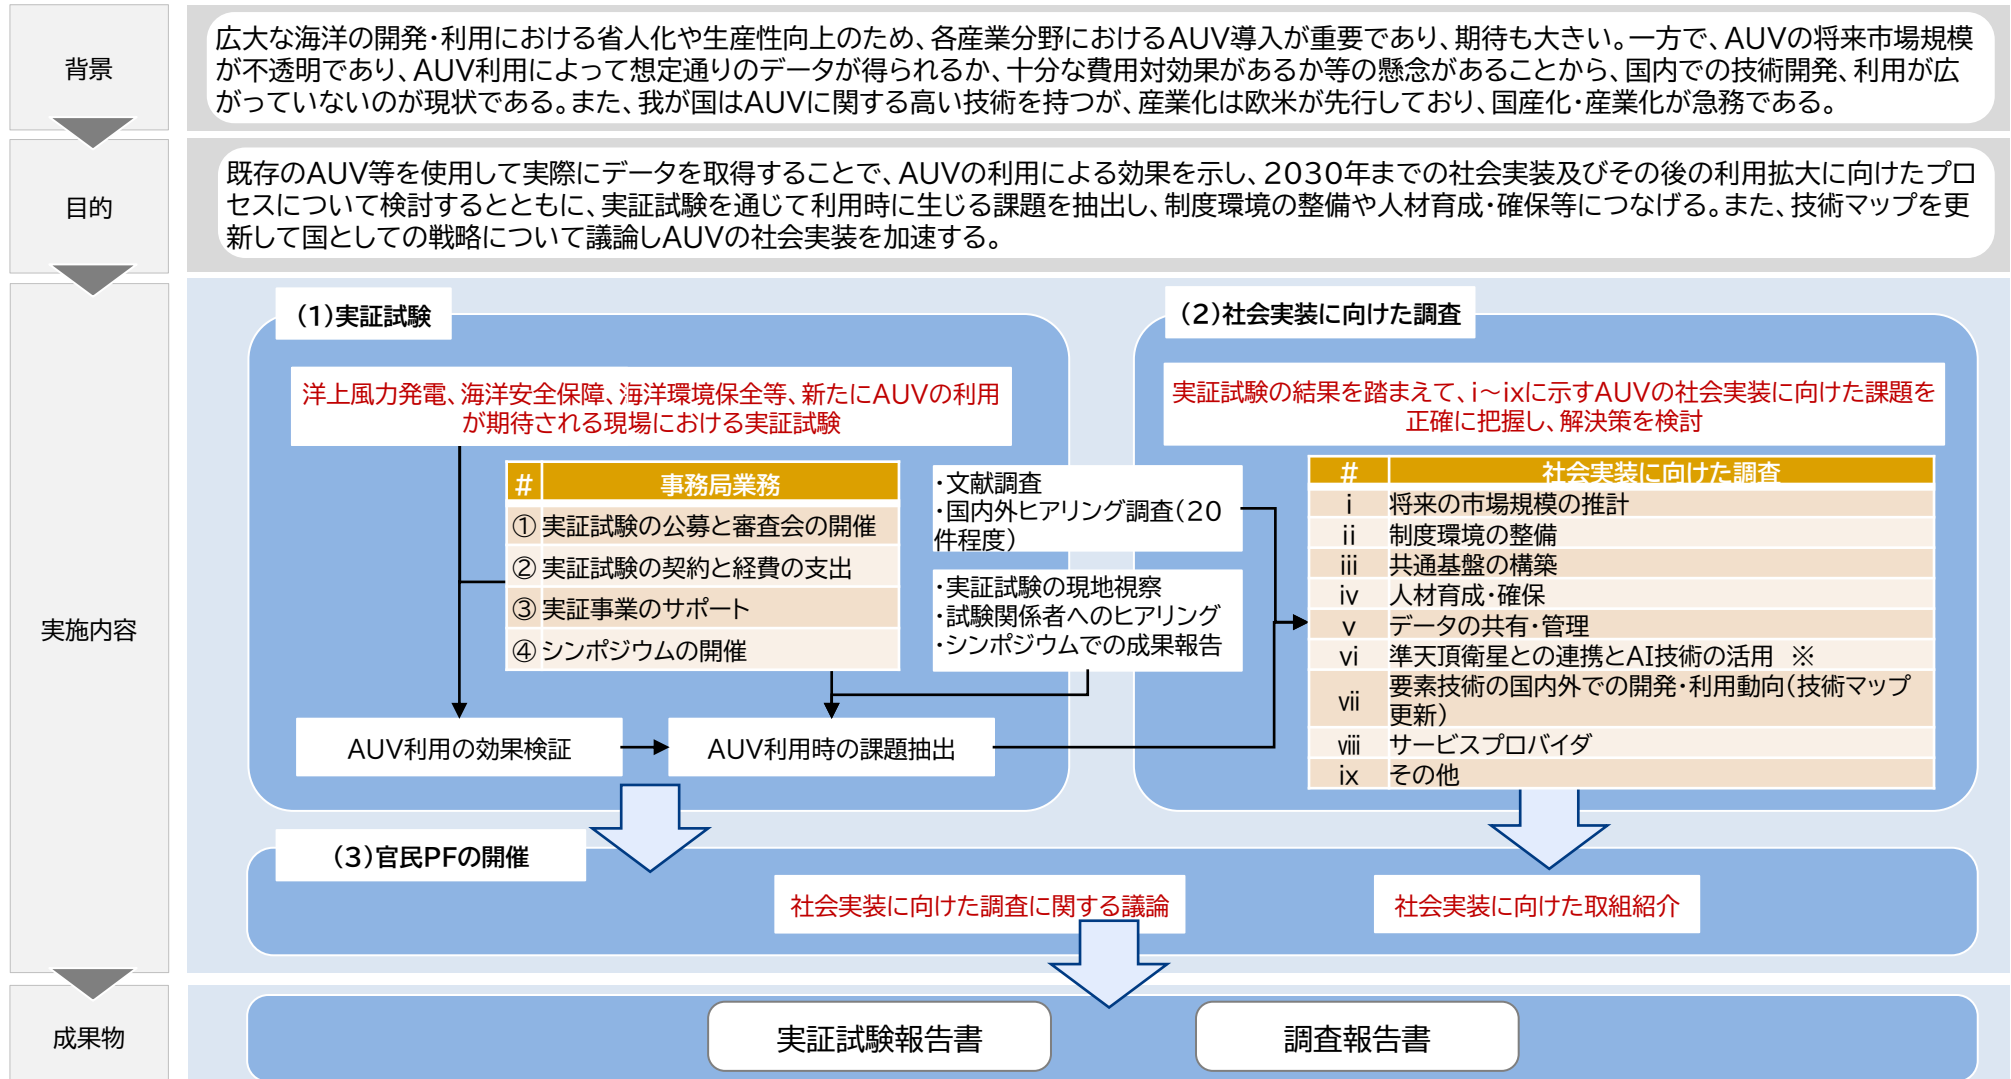 背景
広大な海洋の開発・利用における省人化や生産性向上のため、各産業分野におけるAUV導入が重要であり、期待も大きい。一方で、AUVの将来市場規模
が不透明であり、AUV利用によって想定通りのデータが得られるか、十分な費用対効果があるか等の懸念があることから、国内での技術開発、利用が広
がっていないのが現状である。また、我が国はAUVに関する高い技術を持つが、産業化は欧米が先行しており、国産化・産業化が急務である。
目的
既存のAUV等を使用して実際にデータを取得することで、AUVの利用による効果を示し、2030年までの社会実装及びその後の利用拡大に向けたプロ
セスについて検討するとともに、実証試験を通じて利用時に生じる課題を抽出し、制度環境の整備や人材育成・確保等につなげる。また、技術マップを更
新して国としての戦略について議論しAUVの社会実装を加速する。
実施内容
(1)実証試験
洋上風力発電、海洋安全保障、海洋環境保全等、新たにAUVの利用
が期待される現場における実証試験
# 事務局業務
① 実証試験の公募と審査会の開催
② 実証試験の契約と経費の支出
③ 実証事業のサポート
④ シンポジウムの開催
・文献調査
・国内外ヒアリング調査(20
件程度)
・実証試験の現地視察
・試験関係者へのヒアリング
・シンポジウムでの成果報告
AUV利用の効果検証
AUV利用時の課題抽出
(2)社会実装に向けた調査
実証試験の結果を踏まえて、i~ixに示すAUVの社会実装に向けた課題を
正確に把握し、解決策を検討
# 社会実装に向けた調査
i 将来の市場規模の推計
ii 制度環境の整備
iii 共通基盤の構築
iv 人材育成・確保
v データの共有・管理
vi 準天頂衛星との連携とAI技術の活用 ※
vii 要素技術の国内外での開発・利用動向(技術マップ
更新)
viii サービスプロバイダ
ix その他
(3)官民PFの開催
社会実装に向けた調査に関する議論
社会実装に向けた取組紹介
成果物
実証試験報告書
調査報告書